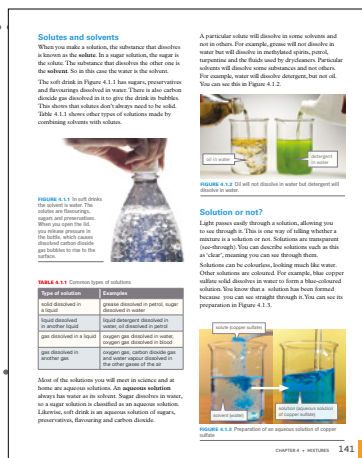 Solutes and solvents
When you make a solution, the substance that dissolves
is known as the solute. In a sugar solution, the sugar is
the solute. The substance that dissolves the other one is
the solvent. So in this case the water is the solvent.
The soft drink in Figure 4.1.1 has sugars, preservatives
and flavourings dissolved in water. There is also carbon
dioxide gas dissolved in it to give the drink its bubbles.
This shows that solutes don't always need to be solid.
Table 4.1.1 shows other types of solutions made by
combining solvents with solutes.
FIGURE 4.1.1 In soft drinks
the solvent is water. The
solutes are flavourings,
sugars and preservatives.
When you open the lid,
you release pressure in
the bottle, which causes
dissolved carbon dioxide
gas bubbles to rise to the
surface.
TABLE 4.1.1 Common types of solutions
Type of solution Examples
solid dissolved in
a liquid
grease dissolved in petrol, sugar
dissolved in water
liquid dissolved
in another liquid
liquid detergent dissolved in
water, oil dissolved in petrol
gas dissolved in a liquid
oxygen gas dissolved in water,
oxygen gas dissolved in blood
gas dissolved in
another gas
oxygen gas, carbon dioxide gas
and water vapour dissolved in
the other gases of the air
Most of the solutions you will meet in science and at
home are aqueous solutions. An aqueous solution
always has water as its solvent. Sugar dissolves in water,
so a sugar solution is classified as an aqueous solution.
Likewise, soft drink is an aqueous solution of sugars,
preservatives, flavouring and carbon dioxide.
A particular solute will dissolve in some solvents and
not in others. For example, grease will not dissolve in
water but will dissolve in methylated spirits, petrol,
turpentine and the fluids used by drycleaners. Particular
solvents will dissolve some substances and not others.
For example, water will dissolve detergent, but not oil.
You can see this in Figure 4.1.2.
oil in water
detergent
in water
FIGURE 4.1.2 Oil will not dissolve in water but detergent will
dissolve in water.
Solution or not?
Light passes easily through a solution, allowing you
to see through it. This is one way of telling whether a
mixture is a solution or not. Solutions are transparent
(see-through). You can describe solutions such as this
as 'clear', meaning you can see through them.
Solutions can be colourless, looking much like water.
Other solutions are coloured. For example, blue copper
sulfate solid dissolves in water to form a blue-coloured
solution. You know that a solution has been formed
because you can see straight through it. You can see its
preparation in Figure 4.1.3.
solute (copper sulfate)
solvent (water)
solution (aqueous solution
of copper sulfate)
FIGURE 4.1.3 Preparation of an aqueous solution of copper
sulfate
CHAPTER 4 • MIXTURES 141